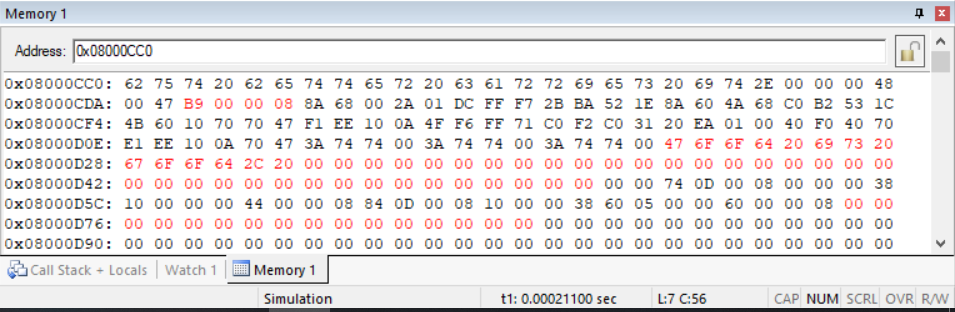 Memory 1
Address: 0x08000CC0
0x08000CC0: 62 75 74 20 62 65 74 74 65 72 20 63 61 72 72 69 65 73 20 69 74 2E 00 00 00 48
0x08000CDA: 00 47 B9 00 00 08 8A 68 00 2A 01 DC FF F7 2B BA 52 1E 8A 60 4A 68 C0 B2 53 1C
0x08000CF4: 4B 60 10 70 70 47 F1 EE 10 0A 4F F6 FF 71 C0 F2 C0 31 20 EA 01 00 40 F0 40 70
0x08000D0E: E1 EE 10 0A 70 47 3A 74 74 00 3A 74 74 00 3A 74 74 00 47 6F 6F 64 20 69 73 20
0x08000D28: 67 6F 6F 64 2C 20 00 00 00 00 00 00 00 00 00 00 00 00 00 00 00 00 00 00 00 00
0x08000D42: 00 00 00 00 00 00 00 00 00 00 00 00 00 00 00 00 74 0D 00 08 00 00 00 38
0x08000D5C: 10 00 00 00 44 00 00 08 84 0D 00 08 10 00 00 38 60 05 00 00 60 00 00 08 00 00
0x08000D76: 00 00 00 00 00 00 00 00 00 00 00 00 00 00 00 00 00 00 00 00 00 00 00 00 00 00
0x08000D90: 00 00 00 00 00 00 00 00 00 00 00 00 00 00 00 00 00 00 00 00 00 00 00 00 00 00
Call Stack + Locals Watch 1 Memory 1
Simulation t1: 0.00021100 sec L:7 C:56 CAP NUM SCRL OVR R/W